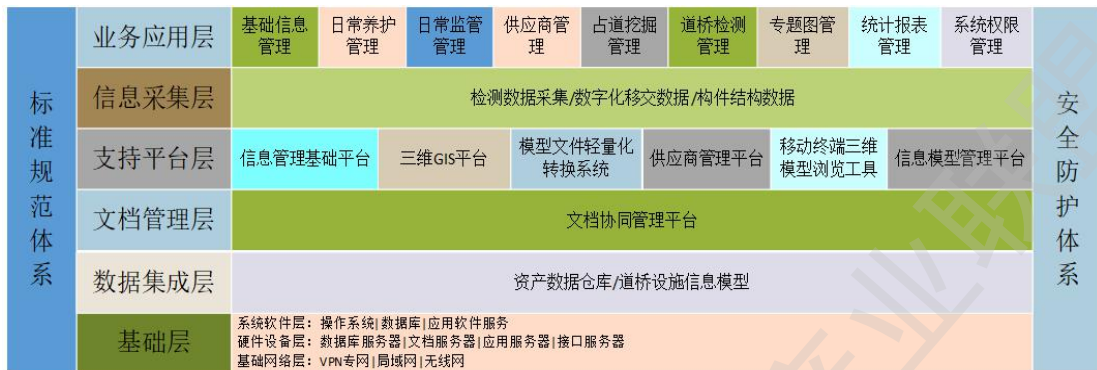 标准规范体系
业务应用层
基础信息
管理
日常养护
管理
日常监管
管理
供应商管
理
占道挖掘
管理
道桥检测
管理
专题图管
理
统计报表
管理
系统权限
管理
信息采集层
检测数据采集/数字化移交数据/构件结构数据
支持平台层
信息管理基础平台
三维GIS平台
模型文件轻量化
转换系统
供应商管理平台
移动终端三维
模型浏览工具
信息模型管理平台
文档管理层
文档协同管理平台
数据集成层
资产数据仓库/道桥设施信息模型
基础层
系统软件层：操作系统|数据库|应用软件服务
硬件设备层：数据库服务器|文档服务器|应用服务器|接口服务器
基础网络层：VPN专网|局域网|无线网
安全防护体系
产业联盟